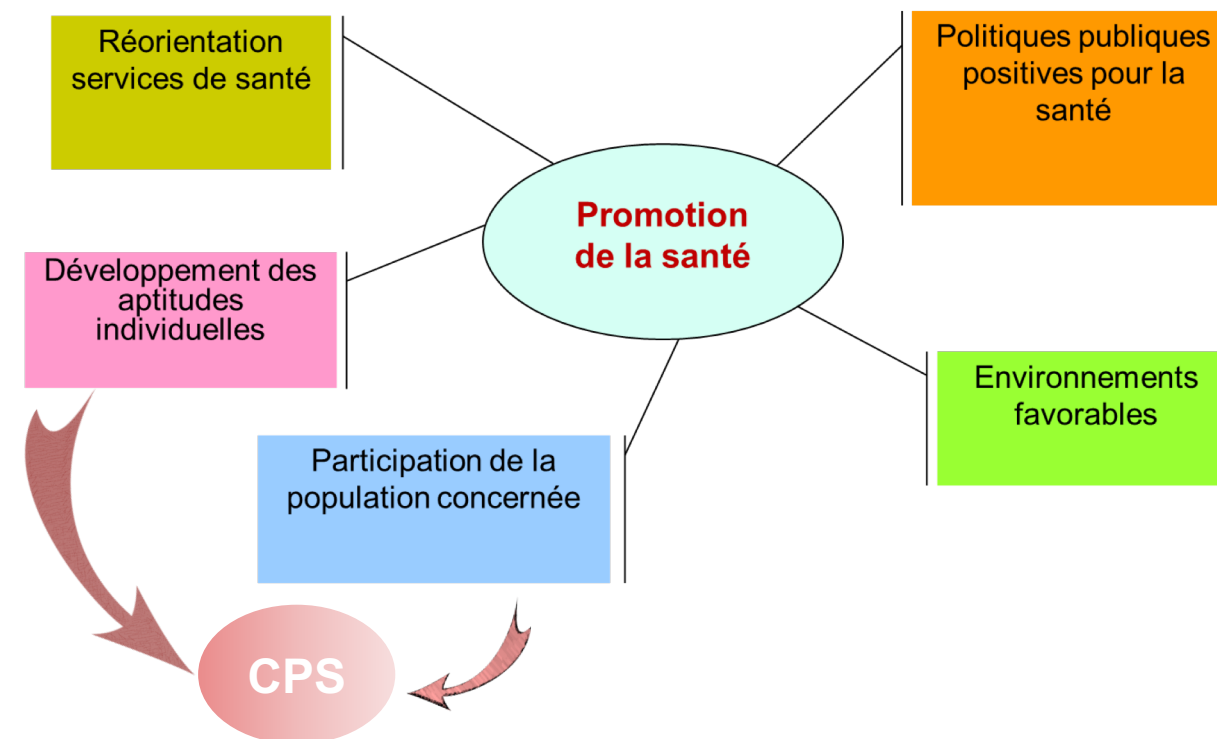 Réorientation
services de santé
Politiques publiques
positives pour la
santé
Promotion
de la santé
Développement des
aptitudes
individuelles
Environnements
favorables
Participation de la
population concernée
CPS